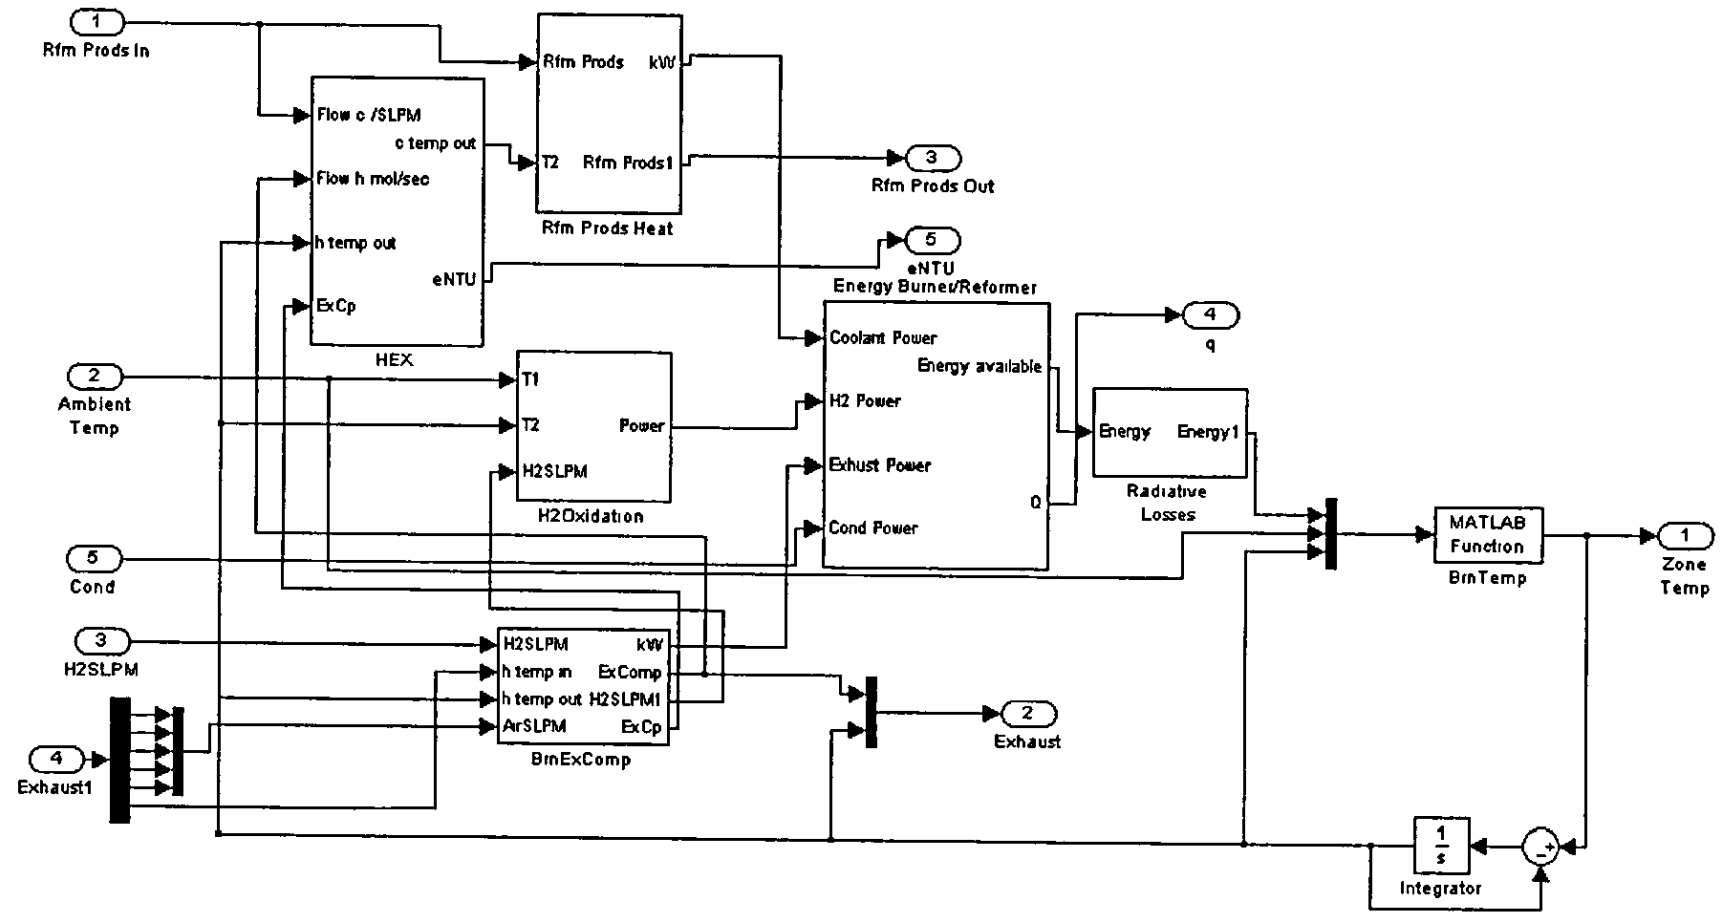 1
Rfm Prods In
Rfm Prods
kW
T2
Rfm Prods1
Rfm Prods Heat
Flow c /SLPM
c temp out
Flow h mol/sec
h temp out
eNTU
ExCp
HEX
3
Rfm Prods Out
5
eNTU
Energy Burner/Reformer
Coolant Power
Energy available
H2 Power
Exhust Power
Q
Cond Power
4
q
2
Ambient
Temp
T1
T2
Power
H2SLPM
H2Oxidation
Energy
Energy1
Radiative
Losses
MATLAB
Function
BrnTemp
1
Zone
Temp
5
Cond
3
H2SLPM
H2SLPM
kW
h temp in
ExComp
h temp out
H2SLPM1
ArSLPM
ExCp
BrnExComp
4
Exhaust1
2
Exhaust
1
s
Integrator
-
+